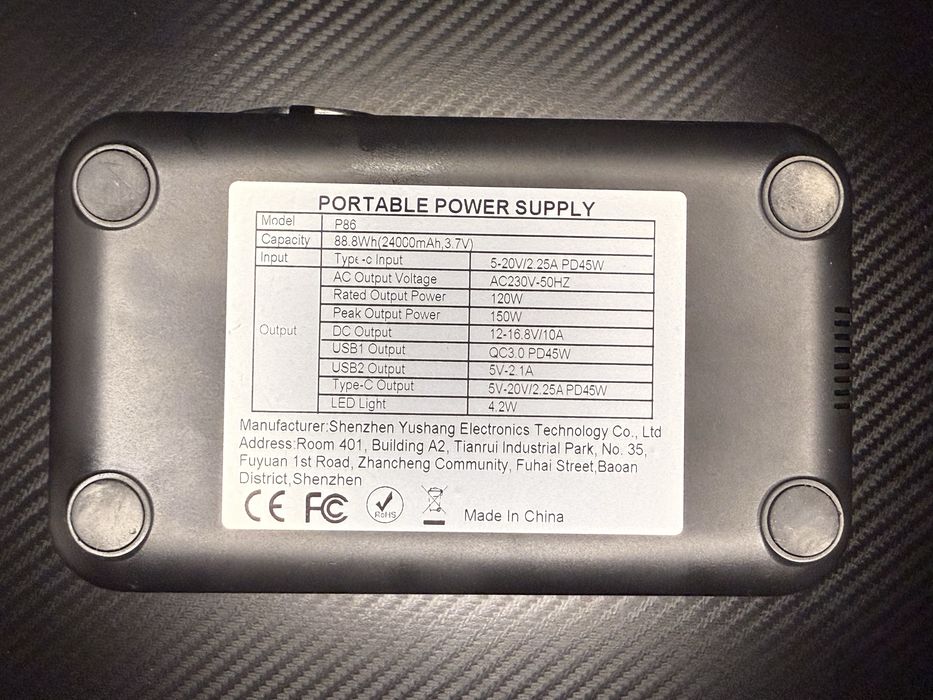 PORTABLE POWER SUPPLY
Model P86
Capacity 88.8Wh(24000mAh,3.7V)
Input Type-c Input 5-20V/2.25A PD45W
Output
AC Output Voltage AC230V-50HZ
Rated Output Power 120W
Peak Output Power 150W
DC Output 12-16.8V/10A
USB1 Output QC3.0 PD45W
USB2 Output 5V-2.1A
Type-C Output 5V-20V/2.25A PD45W
LED Light 4.2W
Manufacturer:Shenzhen Yushang Electronics Technology Co., Ltd
Address:Room 401, Building A2, Tianrui Industrial Park, No. 35,
Fuyuan 1st Road, Zhancheng Community, Fuhai Street,Baoan
District,Shenzhen
CE FC RoHS Made In China